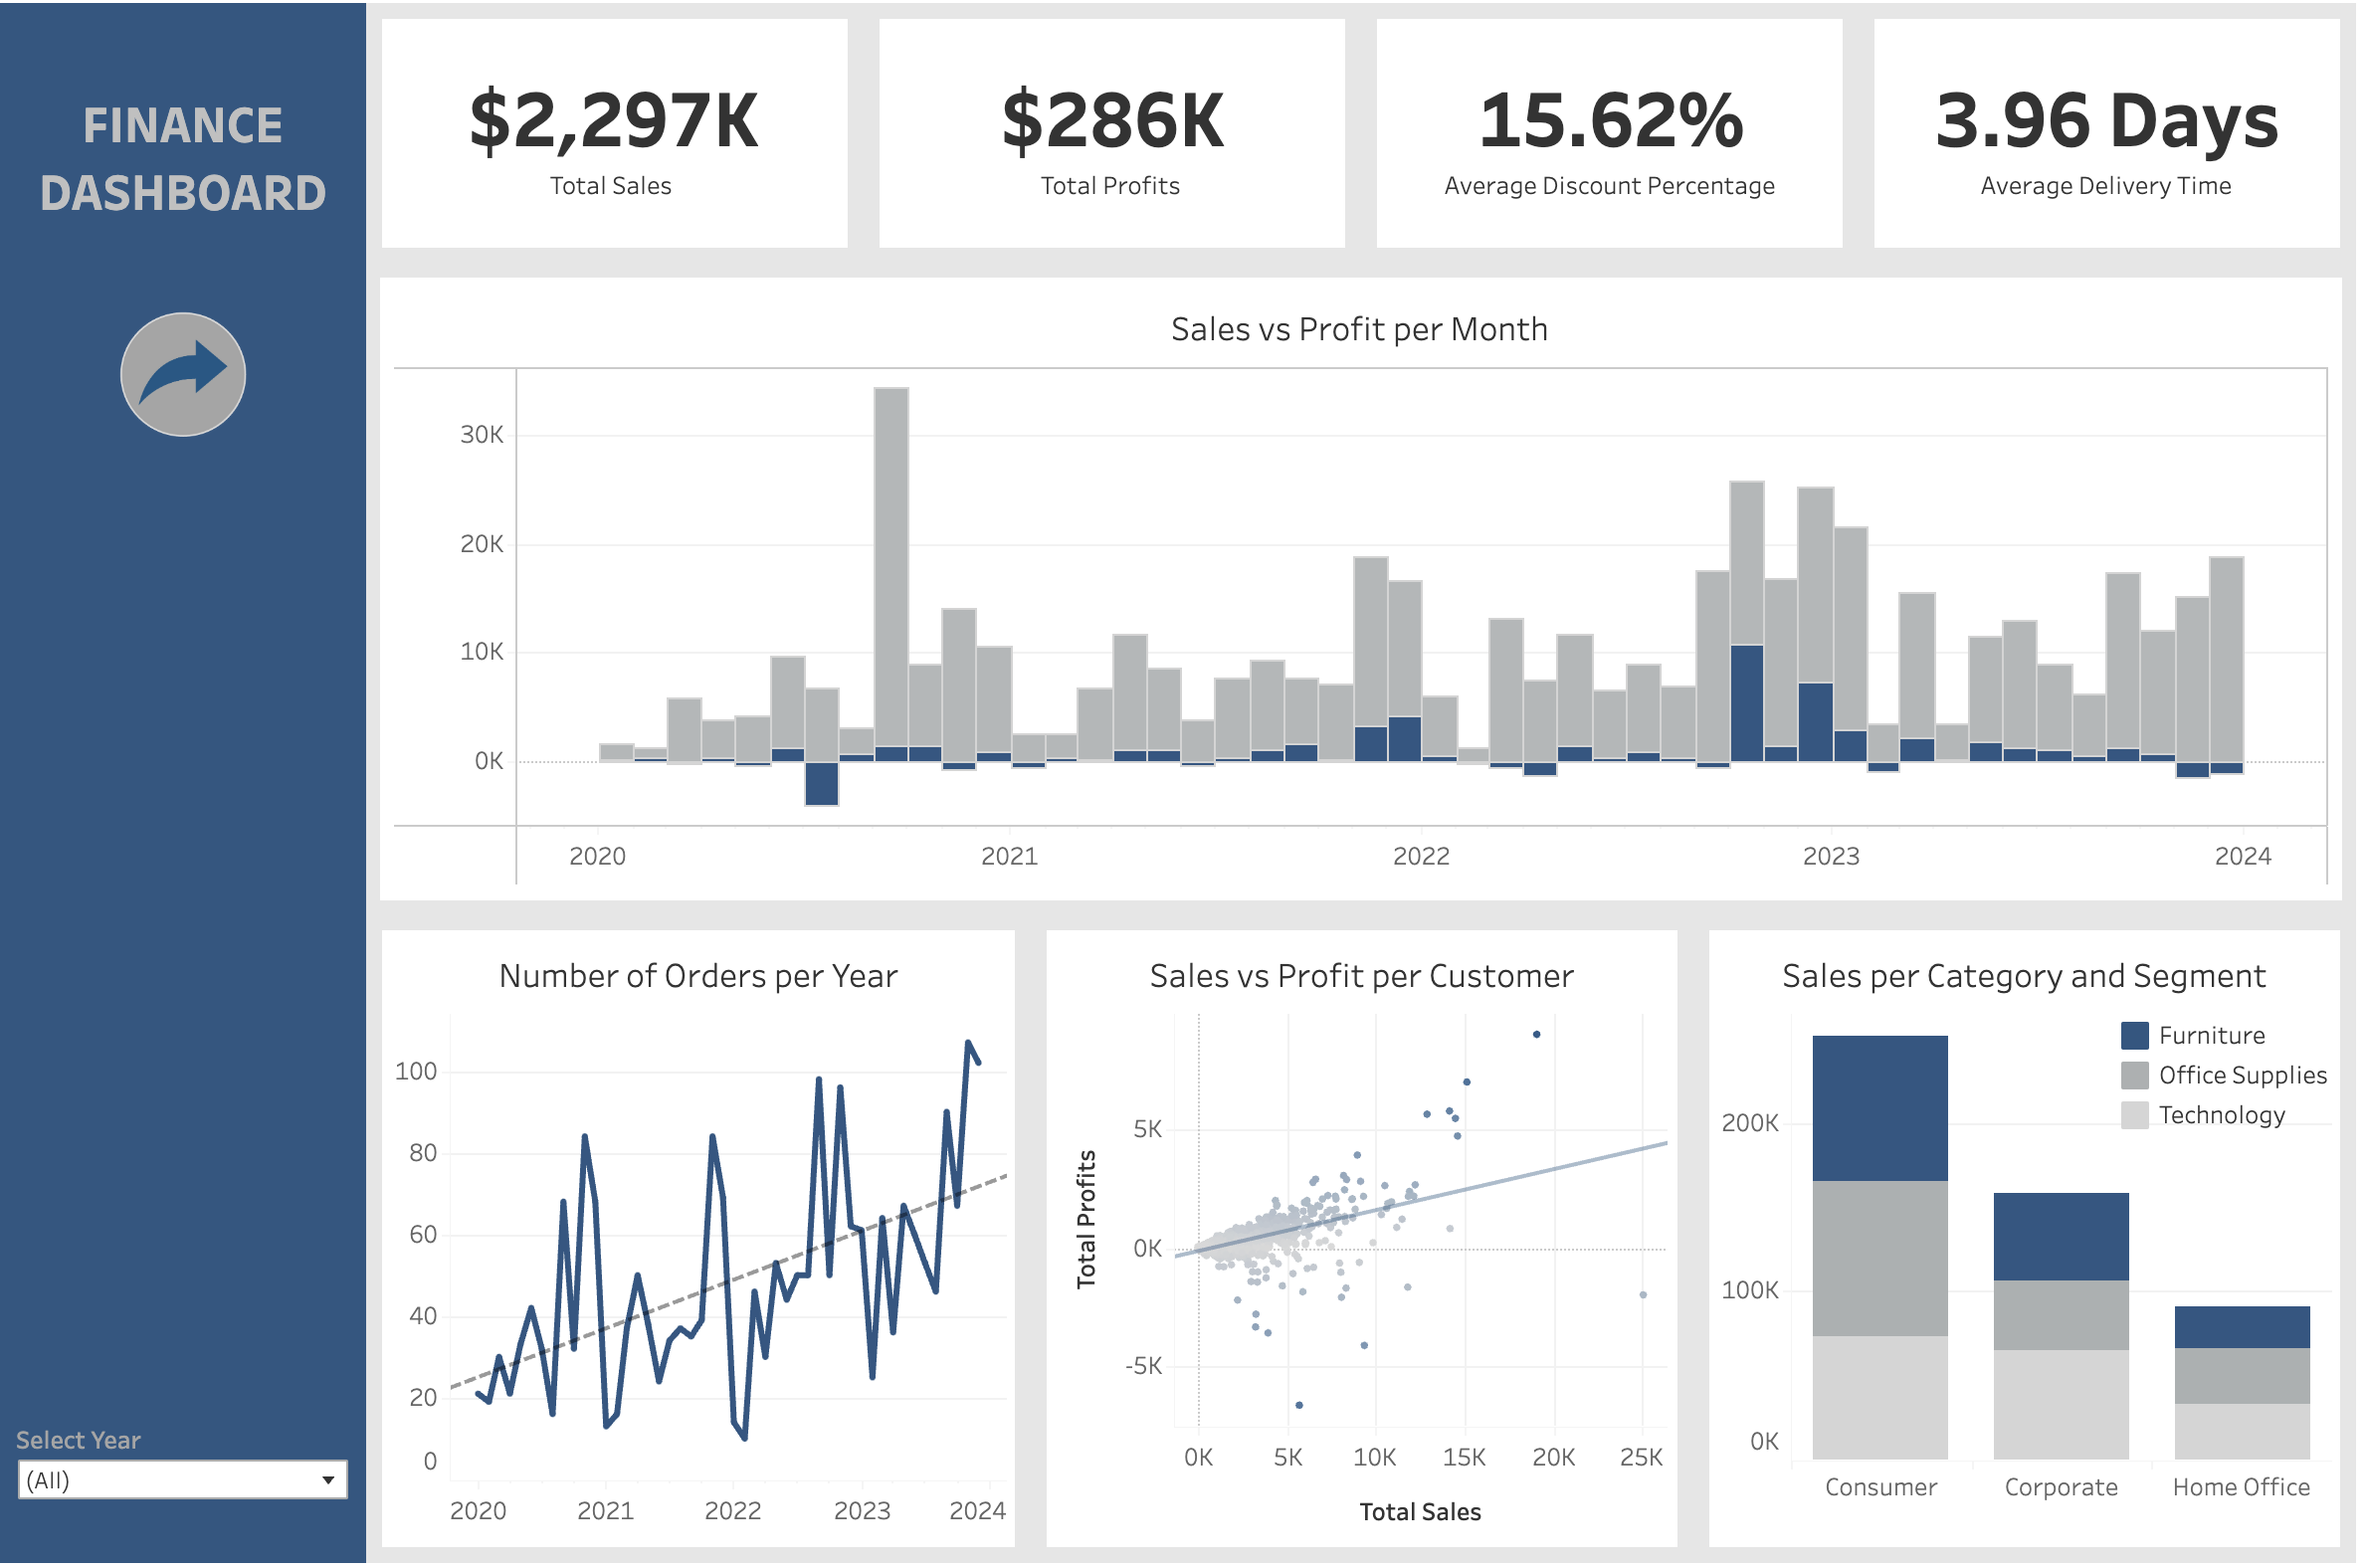 FINANCE
DASHBOARD
Select Year
(All)
$2,297K
Total Sales
$286K
Total Profits
15.62%
Average Discount Percentage
3.96 Days
Average Delivery Time
Sales vs Profit per Month
30K
20K
10K
0K
2020 2021 2022 2023 2024
Number of Orders per Year
100
80
60
40
20
0
2020 2021 2022 2023 2024
Sales vs Profit per Customer
Total Profits
5K
0K
-5K
0K 5K 10K 15K 20K 25K
Total Sales
Sales per Category and Segment
Furniture
Office Supplies
Technology
200K
100K
0K
Consumer Corporate Home Office